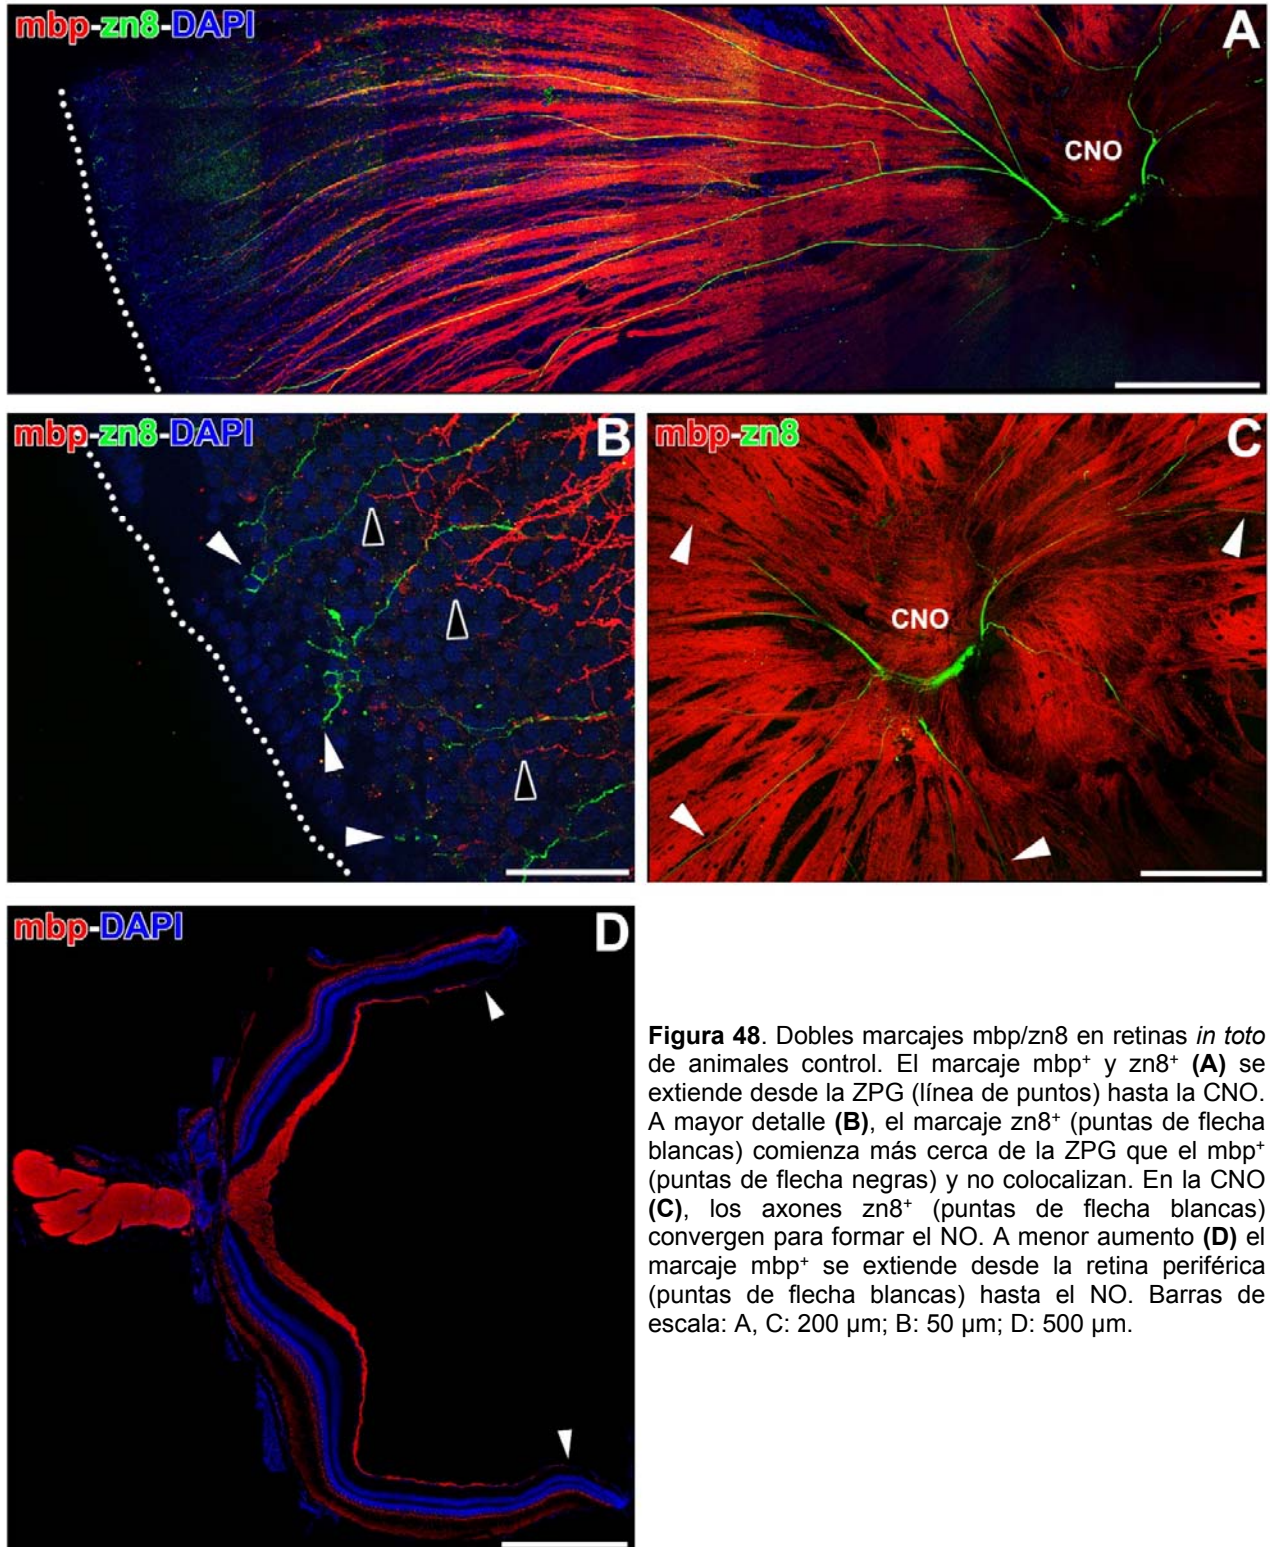 mbp-zn8-DAPI
A
CNO
mbp-zn8-DAPI
B
mbp-zn8
C
CNO
mbp-DAPI
D
Figura 48. Dobles marcajes mbp/zn8 en retinas in toto
de animales control. El marcaje mbp⁺ y zn8⁺ (A) se
extiende desde la ZPG (línea de puntos) hasta la CNO.
A mayor detalle (B), el marcaje zn8⁺ (puntas de flecha
blancas) comienza más cerca de la ZPG que el mbp⁺
(puntas de flecha negras) y no colocalizan. En la CNO
(C), los axones zn8⁺ (puntas de flecha blancas)
convergen para formar el NO. A menor aumento (D) el
marcaje mbp⁺ se extiende desde la retina periférica
(puntas de flecha blancas) hasta el NO. Barras de
escala: A, C: 200 µm; B: 50 µm; D: 500 µm.